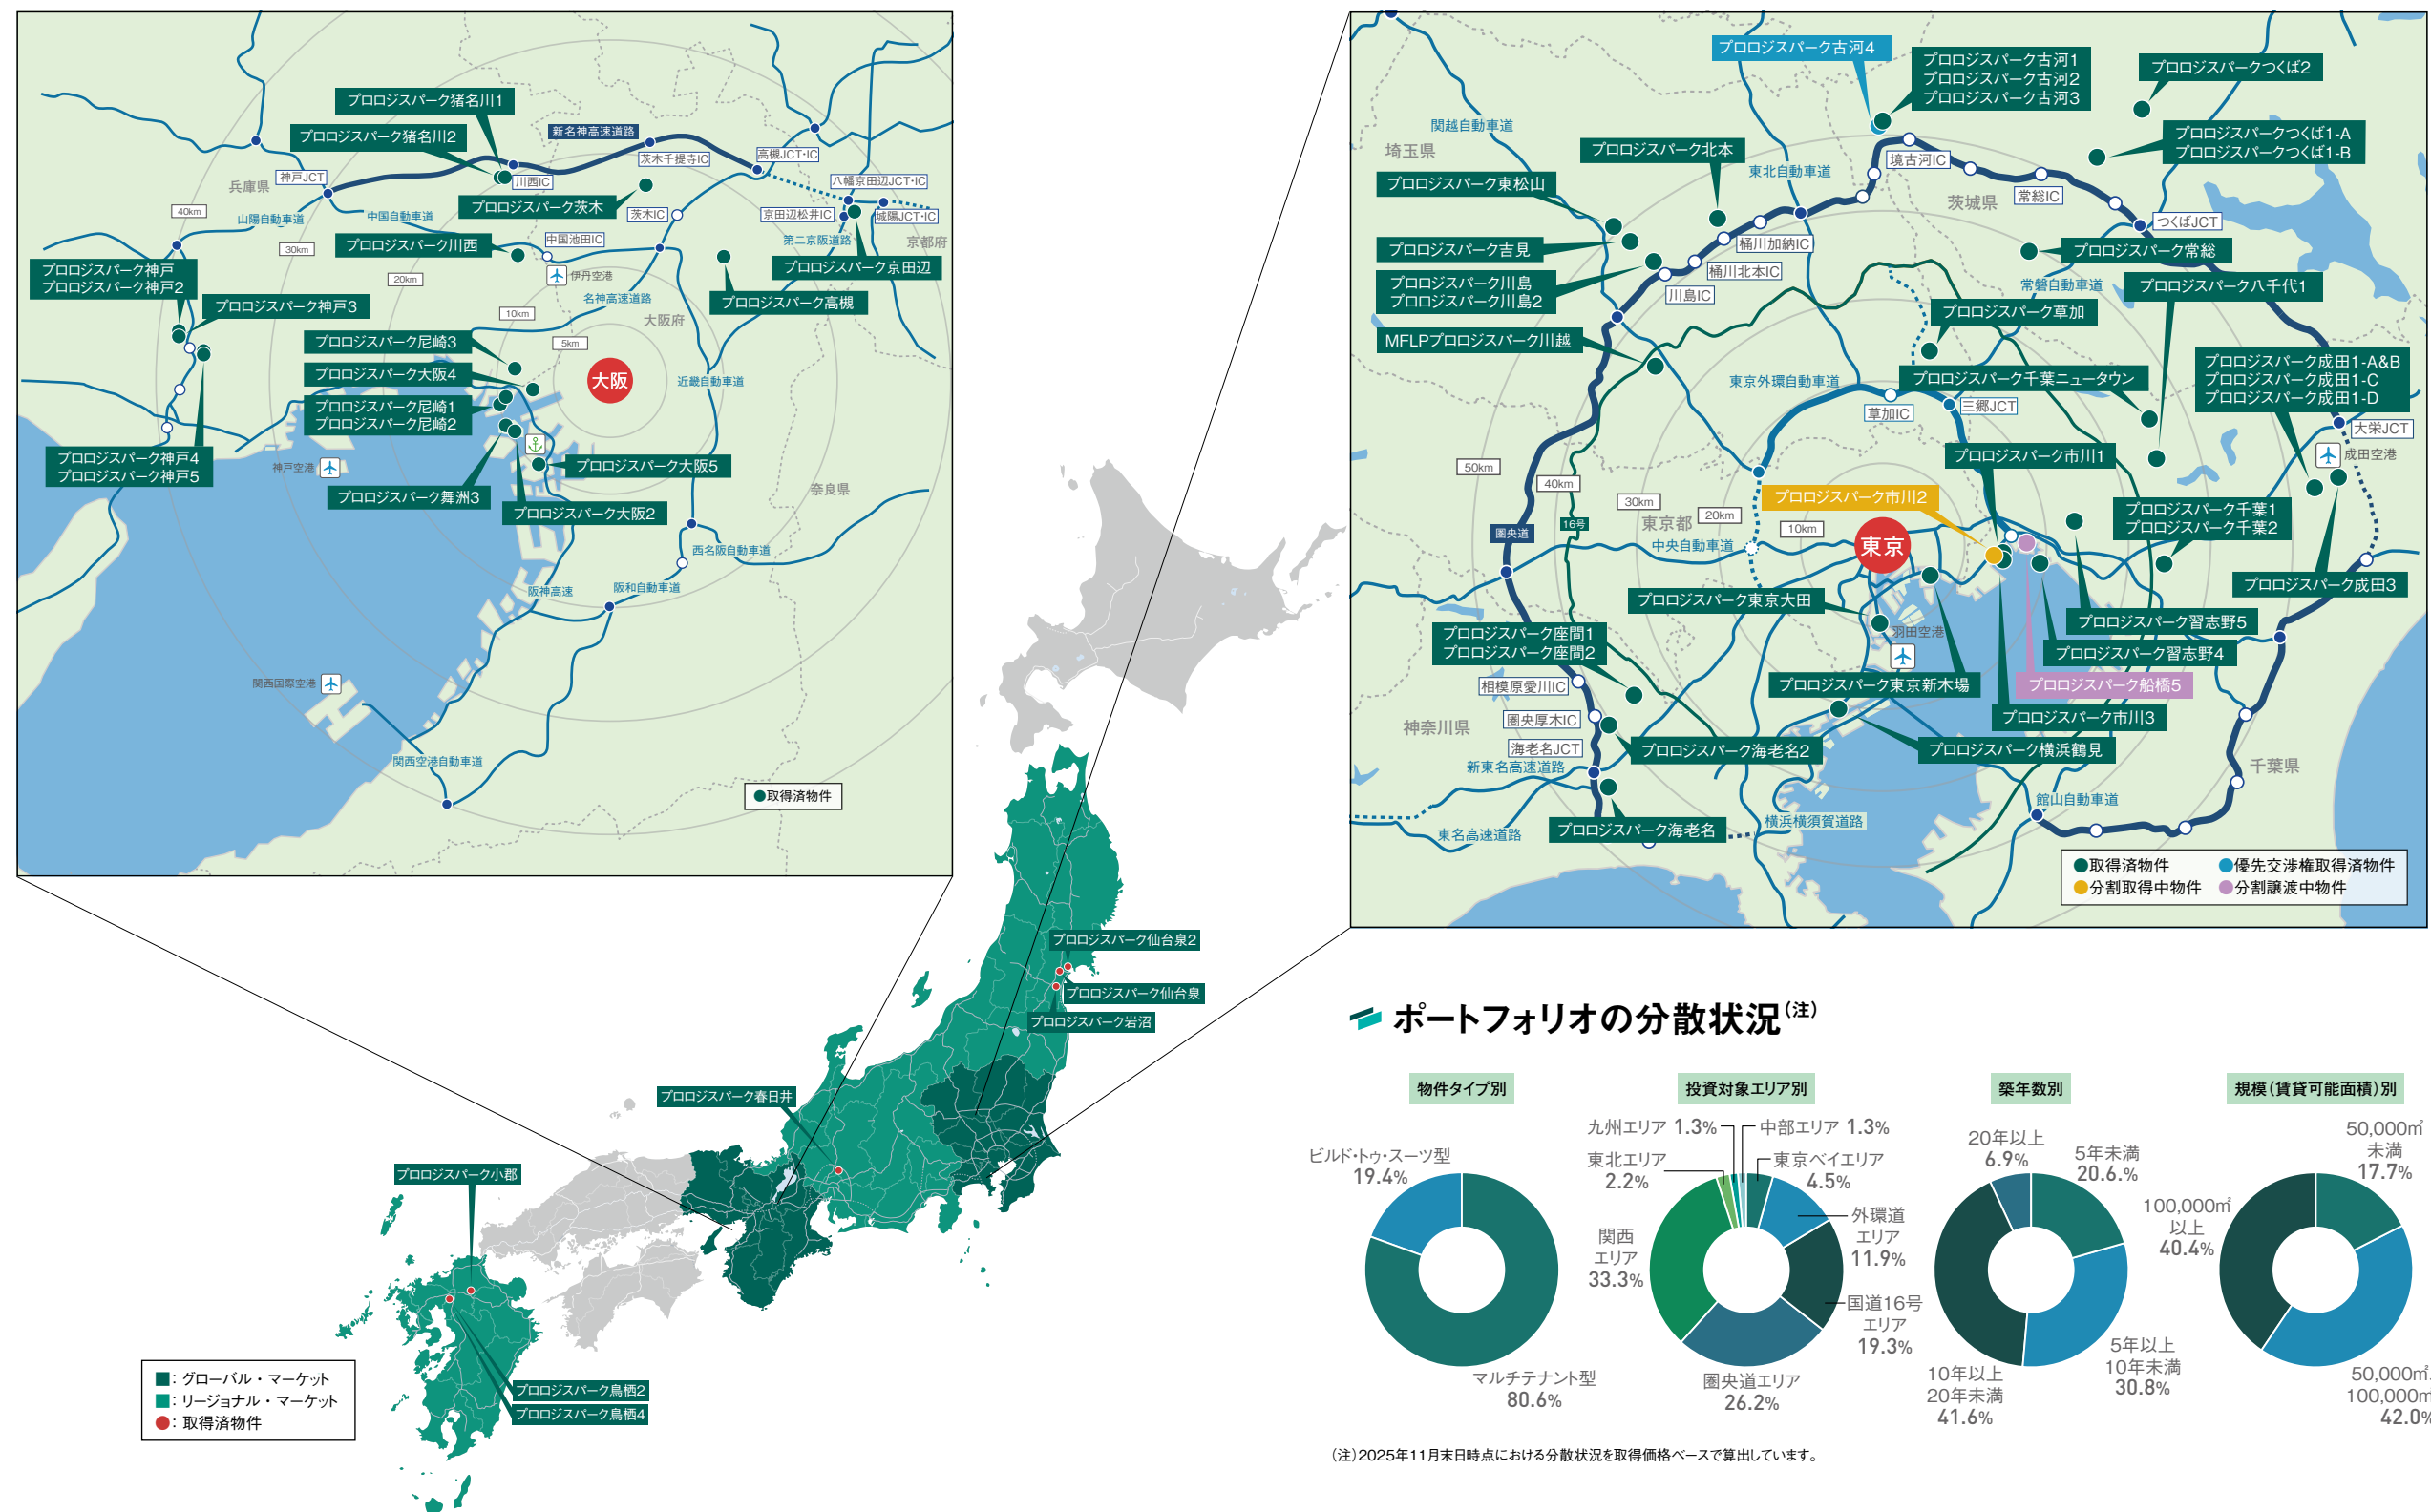 プロロジスパーク猪名川1
プロロジスパーク猪名川2
新名神高速道路
茨木千提寺IC
高槻JCT・IC
兵庫県
神戸JCT
川西IC
八幡京田辺JCT・IC
40km
山陽自動車道
中国自動車道
プロロジスパーク茨木
茨木IC
京田辺松井IC
城陽JCT・IC
30km
プロロジスパーク川西
中国池田IC
第二京阪道路
京都府
プロロジスパーク神戸
プロロジスパーク神戸2
20km
伊丹空港
プロロジスパーク京田辺
プロロジスパーク神戸3
名神高速道路
プロロジスパーク高槻
10km
大阪府
プロロジスパーク尼崎3
5km
プロロジスパーク大阪4
大阪
近畿自動車道
プロロジスパーク尼崎1
プロロジスパーク尼崎2
プロロジスパーク神戸4
プロロジスパーク神戸5
神戸空港
プロロジスパーク大阪5
プロロジスパーク舞洲3
プロロジスパーク大阪2
奈良県
西名阪自動車道
阪神高速
阪和自動車道
関西国際空港
関西空港自動車道
取得済物件
プロロジスパーク古河4
プロロジスパーク古河1
プロロジスパーク古河2
プロロジスパーク古河3
プロロジスパークつくば2
関越自動車道
埼玉県
プロロジスパーク北本
プロロジスパークつくば1-A
プロロジスパークつくば1-B
境古河IC
東北自動車道
プロロジスパーク東松山
茨城県
常総IC
つくばJCT
プロロジスパーク吉見
桶川加納IC
プロロジスパーク常総
桶川北本IC
プロロジスパーク川島
プロロジスパーク川島2
川島IC
常磐自動車道
プロロジスパーク八千代1
プロロジスパーク草加
MFLPプロロジスパーク川越
プロロジスパーク成田1-A&B
プロロジスパーク成田1-C
プロロジスパーク成田1-D
東京外環自動車道
プロロジスパーク千葉ニュータウン
草加IC
三郷JCT
大栄JCT
成田空港
50km
40km
プロロジスパーク市川1
30km
プロロジスパーク市川2
20km
10km
プロロジスパーク千葉1
プロロジスパーク千葉2
圏央道
16号
東京都
中央自動車道
東京
プロロジスパーク成田3
プロロジスパーク東京大田
プロロジスパーク習志野5
プロロジスパーク座間1
プロロジスパーク座間2
羽田空港
プロロジスパーク習志野4
相模原愛川IC
プロロジスパーク東京新木場
プロロジスパーク船橋5
圏央厚木IC
神奈川県
プロロジスパーク市川3
海老名JCT
プロロジスパーク海老名2
プロロジスパーク横浜鶴見
新東名高速道路
千葉県
館山自動車道
プロロジスパーク海老名
横浜横須賀道路
東名高速道路
取得済物件
優先交渉権取得済物件
分割取得中物件
分割譲渡中物件
プロロジスパーク仙台泉2
プロロジスパーク仙台泉
プロロジスパーク岩沼
プロロジスパーク春日井
プロロジスパーク小郡
プロロジスパーク鳥栖2
プロロジスパーク鳥栖4
：グローバル・マーケット
：リージョナル・マーケット
：取得済物件
ポートフォリオの分散状況(注)
物件タイプ別
ビルド・トゥ・スーツ型
19.4%
マルチテナント型
80.6%
投資対象エリア別
九州エリア 1.3%
中部エリア 1.3%
東北エリア
2.2%
東京ベイエリア
4.5%
外環道
エリア
11.9%
関西
エリア
33.3%
国道16号
エリア
19.3%
圏央道エリア
26.2%
築年数別
20年以上
6.9%
5年未満
20.6.%
5年以上
10年未満
30.8%
10年以上
20年未満
41.6%
規模（賃貸可能面積）別
50,000㎡
未満
17.7%
100,000㎡
以上
40.4%
50,000㎡
100,000㎡
42.0%
（注）2025年11月末日時点における分散状況を取得価格ベースで算出しています。